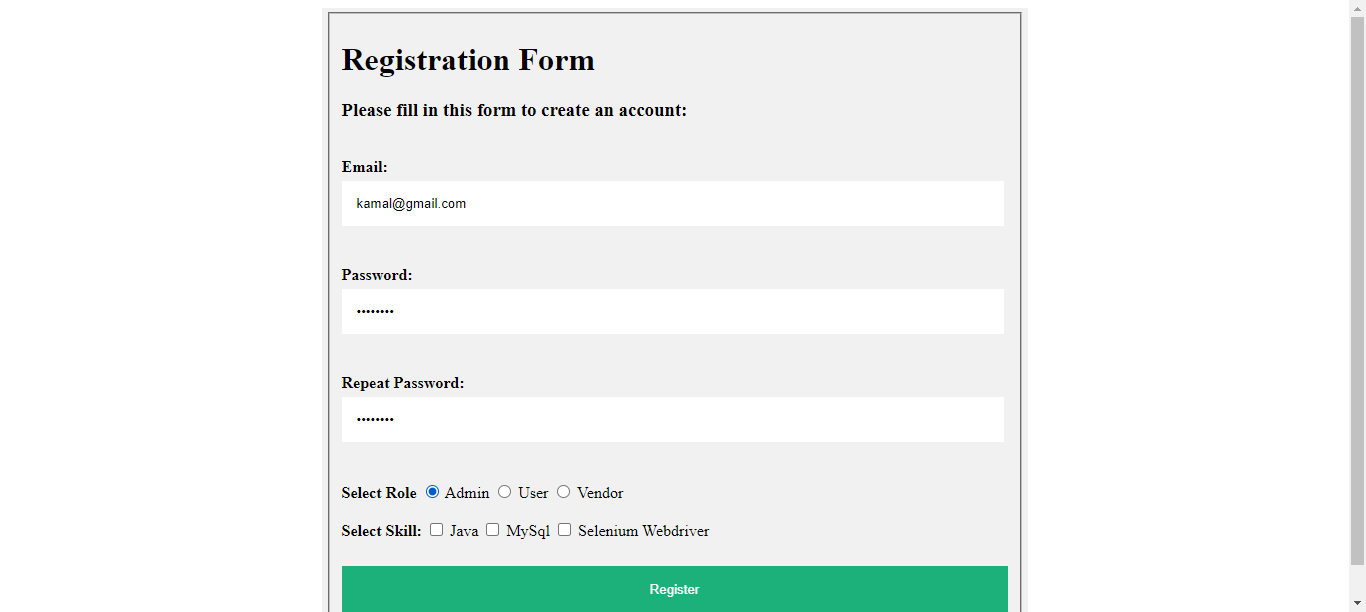 Registration Form
Please fill in this form to create an account:
Email:
kamal@gmail.com
Password:
••••••••
Repeat Password:
••••••••
Select Role Admin User Vendor
Select Skill: Java MySql Selenium Webdriver
Register